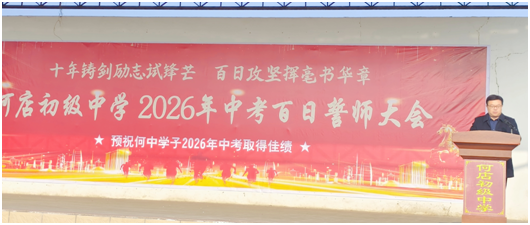 十年铸剑励志试锋芒 百日攻坚挥毫书华章
何店初级中学 2026年中考百日誓师大会
★ 预祝何中学子2026年中考取得佳绩 ★
何店初级中学